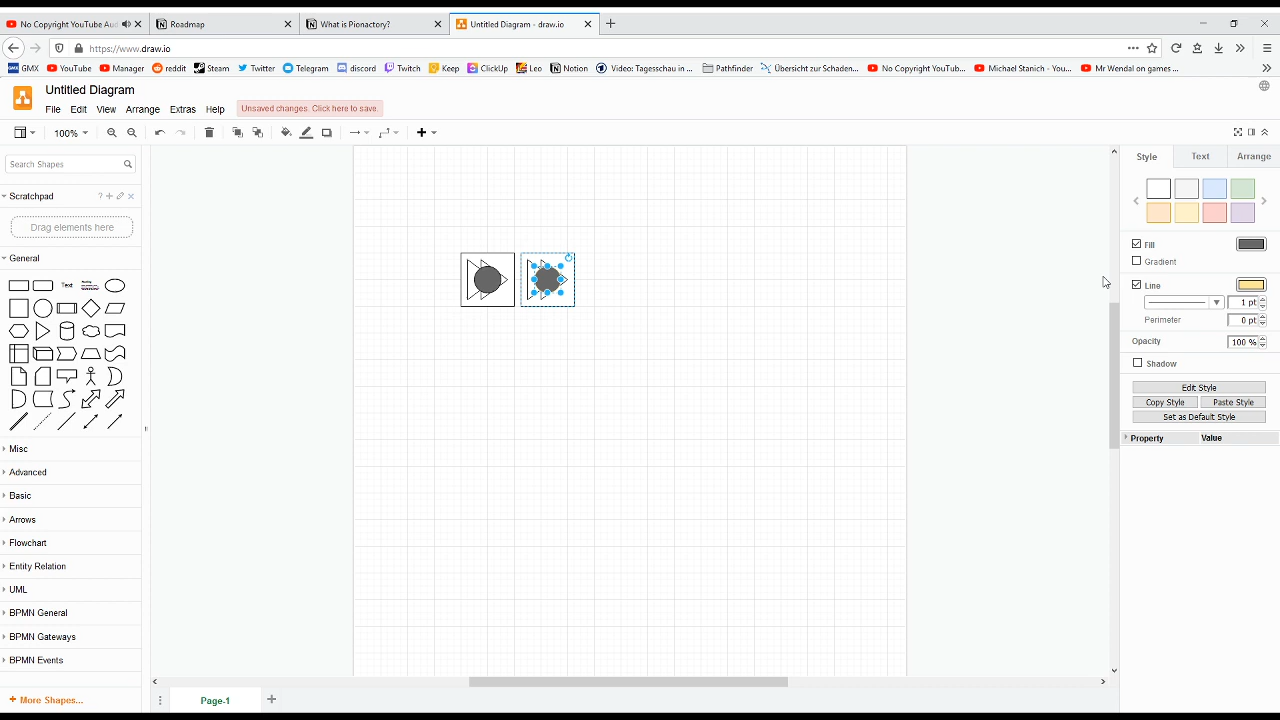 No Copyright YouTube Aud
Roadmap
What is Pionactory?
Untitled Diagram - draw.io
https://www.draw.io
GMX
YouTube
Manager
reddit
Steam
Twitter
Telegram
discord
Twitch
Keep
ClickUp
Notion
Video: Tagesschau in ...
Pathfinder
Übersicht zur Schaden...
No Copyright YouTub...
Michael Stanich - You...
Mr Wendal on games...
Untitled Diagram
File Edit View Arrange Extras Help
Unsaved changes. Click here to save.
100%
Search Shapes
Scratchpad
Drag elements here
General
Text
Misc
Advanced
Basic
Arrows
Flowchart
Entity Relation
UML
BPMN General
BPMN Gateways
BPMN Events
+ More Shapes...
Page-1
Style Text Arrange
Fill
Gradient
Line
1 pt
Perimeter 0 pt
Opacity 100 %
Shadow
Edit Style
Copy Style Paste Style
Set as Default Style
Property Value